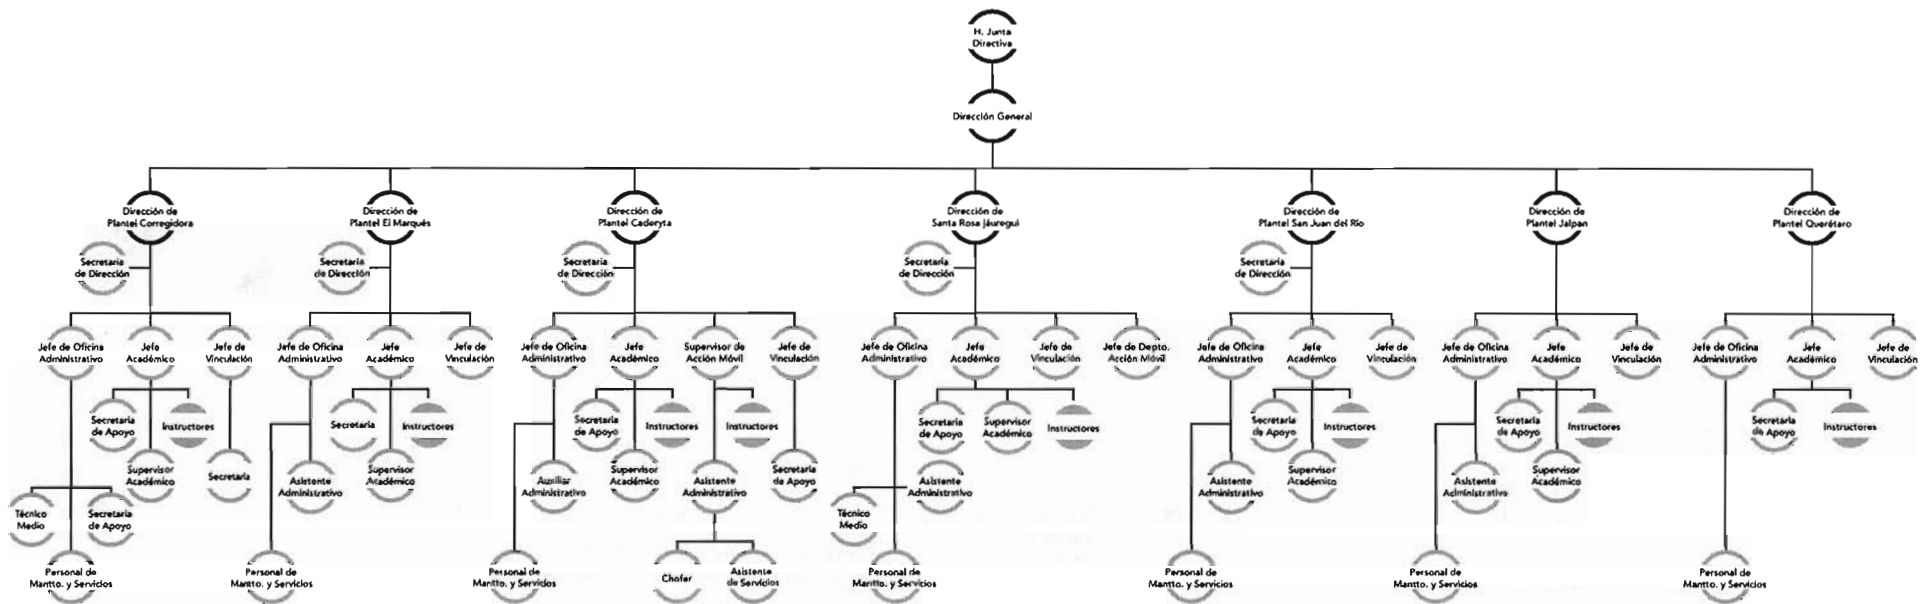 H. Junta
Directiva
Dirección General
Dirección de
Plantel Corregidora
Dirección de
Plantel El Marqués
Dirección de
Plantel Caderyta
Dirección de
Santa Rosa Jáuregui
Dirección de
Plantel San Juan del Río
Dirección de
Plantel Jalpan
Dirección de
Plantel Querétaro
Secretaria
de Dirección
Secretaria
de Dirección
Secretaria
de Dirección
Secretaria
de Dirección
Secretaria
de Dirección
Jefe de Oficina
Administrativo
Jefe
Académico
Jefe de
Vinculación
Jefe de Oficina
Administrativo
Jefe
Académico
Jefe de
Vinculación
Jefe de Oficina
Administrativo
Jefe
Académico
Supervisor de
Acción Móvil
Jefe de
Vinculación
Jefe de Oficina
Administrativo
Jefe
Académico
Jefe de
Vinculación
Jefe de Depto.
Acción Móvil
Jefe de Oficina
Administrativo
Jefe
Académico
Jefe de
Vinculación
Jefe de Oficina
Administrativo
Jefe
Académico
Jefe de
Vinculación
Jefe de Oficina
Administrativo
Jefe
Académico
Jefe de
Vinculación
Secretaria
de Apoyo
Instructores
Secretaria
Instructores
Secretaria
de Apoyo
Instructores
Instructores
Secretaria
de Apoyo
Supervisor
Académico
Instructores
Secretaria
de Apoyo
Instructores
Secretaria
de Apoyo
Instructores
Secretaria
de Apoyo
Instructores
Supervisor
Académico
Secretaria
Asistente
Administrativo
Supervisor
Académico
Auxiliar
Administrativo
Supervisor
Académico
Asistente
Administrativo
Secretaria
de Apoyo
Asistente
Administrativo
Asistente
Administrativo
Supervisor
Académico
Asistente
Administrativo
Supervisor
Académico
Técnico
Medio
Secretaria
de Apoyo
Técnico
Medio
Personal de
Mantto. y Servicios
Personal de
Mantto. y Servicios
Personal de
Mantto. y Servicios
Chofer
Asistente
de Servicios
Personal de
Mantto. y Servicios
Personal de
Mantto. y Servicios
Personal de
Mantto. y Servicios
Personal de
Mantto. y Servicios